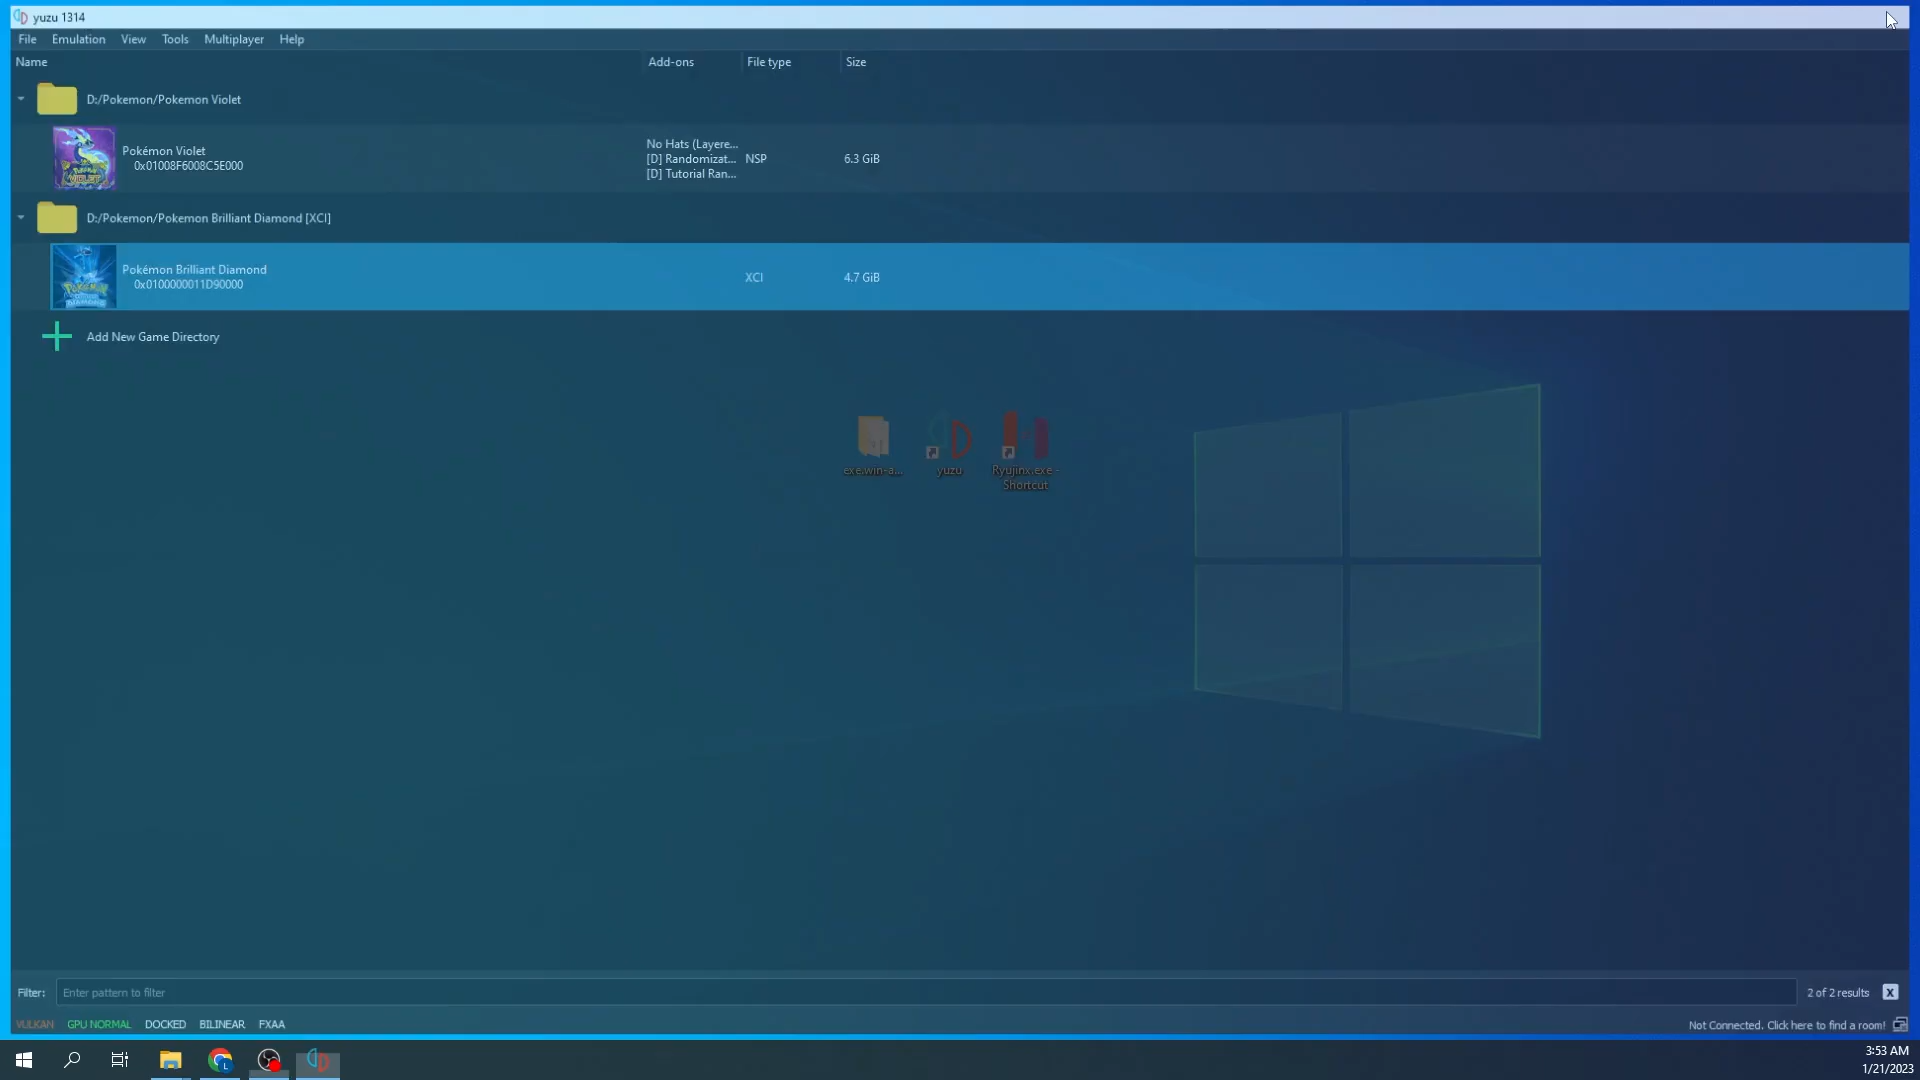 yuzu 1314
File Emulation View Tools Multiplayer Help
Name Add-ons File type Size
D:/Pokemon/Pokemon Violet
Pokémon Violet
0x01008F6008C5E000
No Hats (Layere...
[D] Randomizat... NSP 6.3 GiB
[D] Tutorial Ran...
D:/Pokemon/Pokemon Brilliant Diamond [XCI]
Pokémon Brilliant Diamond
0x0100000011D90000
XCI 4.7 GiB
Add New Game Directory
exe.win-a... yuzu Ryujinx.exe -
Shortcut
Filter: Enter pattern to filter 2 of 2 results X
VULKAN GPU NORMAL DOCKED BILINEAR FXAA Not Connected. Click here to find a room!
3:53 AM
1/21/2023